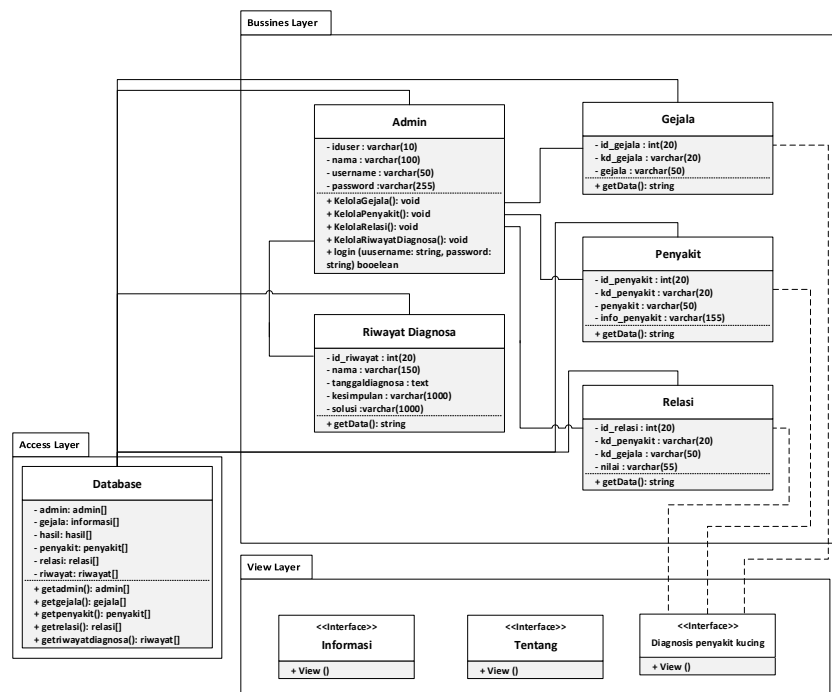 Bussines Layer
Admin
- iduser : varchar(10)
- nama : varchar(100)
- username : varchar(50)
- password :varchar(255)
+ KelolaGejala(): void
+ KelolaPenyakit(): void
+ KelolaRelasi(): void
+ KelolaRiwayatDiagnosa(): void
+ login (uusername: string, password:
string) booelean
Gejala
- id_gejala : int(20)
- kd_gejala : varchar(20)
- gejala : varchar(50)
+ getData(): string
Penyakit
- id_penyakit : int(20)
- kd_penyakit : varchar(20)
- penyakit : varchar(50)
- info_penyakit : varchar(155)
+ getData(): string
Riwayat Diagnosa
- id_riwayat : int(20)
- nama : varchar(150)
- tanggaldiagnosa : text
- kesimpulan : varchar(1000)
- solusi :varchar(1000)
+ getData(): string
Relasi
- id_relasi : int(20)
- kd_penyakit : varchar(20)
- kd_gejala : varchar(50)
- nilai : varchar(55)
+ getData(): string
Access Layer
Database
- admin: admin[]
- gejala: informasi[]
- hasil: hasil[]
- penyakit: penyakit[]
- relasi: relasi[]
- riwayat: riwayat[]
+ getadmin(): admin[]
+ getgejala(): gejala[]
+ getpenyakit(): penyakit[]
+ getrelasi(): relas[]
+ getriwayatdiagnosa(): riwayat[]
View Layer
<<Interface>>
Informasi
+ View ()
<<Interface>>
Tentang
+ View ()
<<Interface>>
Diagnosis penyakit kucing
+ View ()